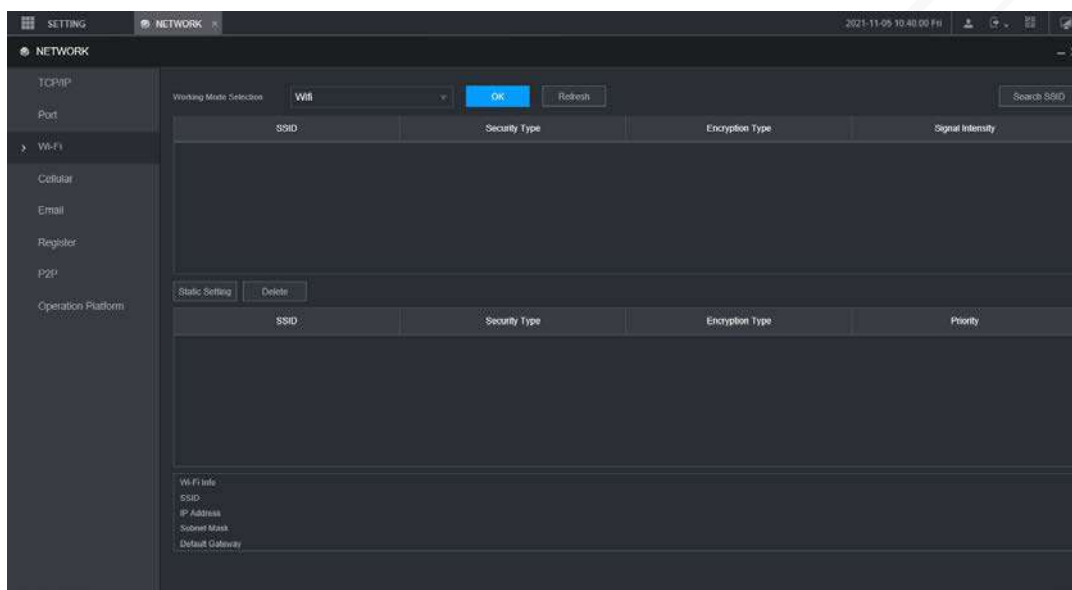 SETTING NETWORK × 2021-11-05 10:40:00 Fri
NETWORK
TCP/IP
Port
Wi-Fi
Cellular
Email
Register
P2P
Operation Platform
Working Mode Selection Wifi OK Refresh Search SSID
SSID Security Type Encryption Type Signal Intensity
Static Setting Delete
SSID Security Type Encryption Type Priority
Wi-Fi Info
SSID
IP Address
Subnet Mask
Default Gateway